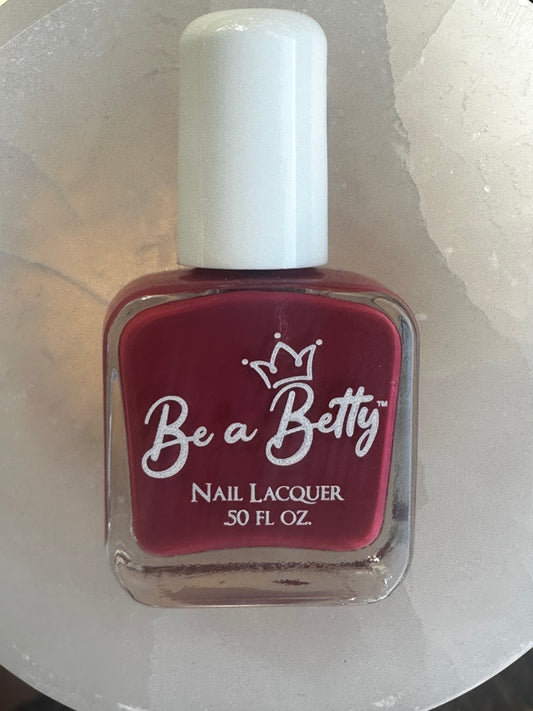 Be a Betty™
NAIL LACQUER
.50 FL OZ.